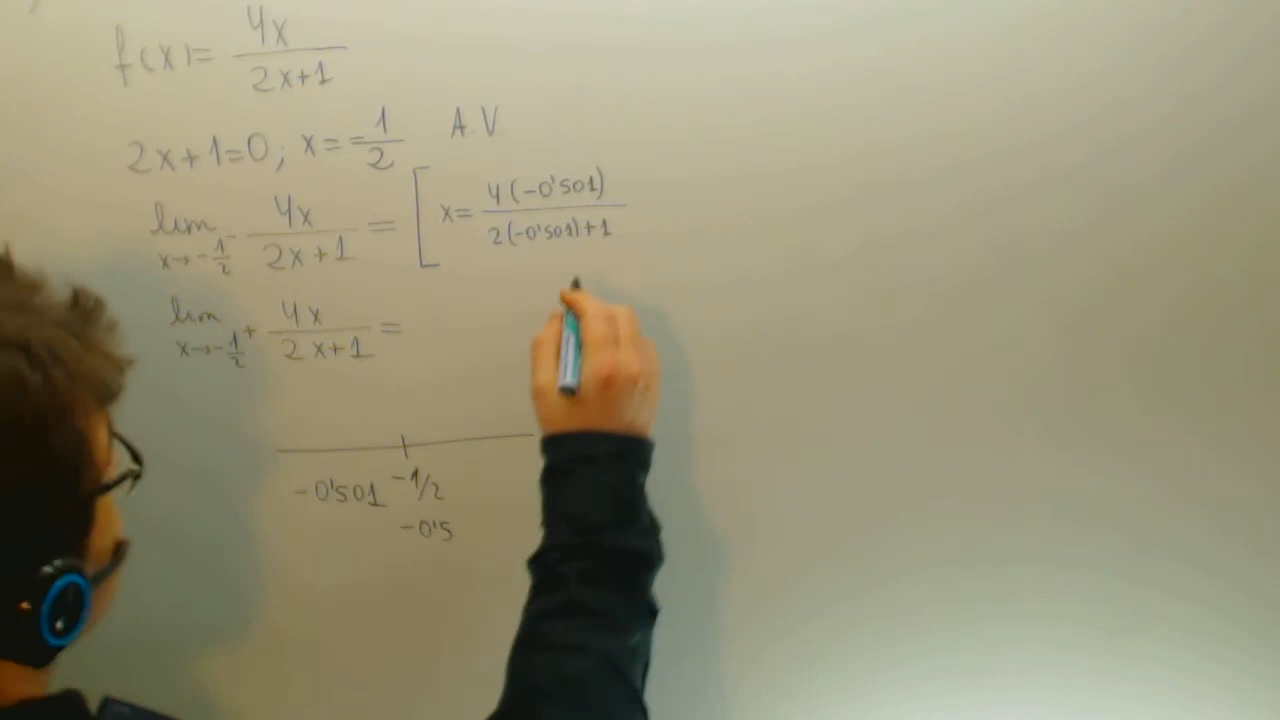 f(x)= 4x / 2x+1
2x+1=0; x=-1/2 A.V
lim x→-1/2⁻ 4x / 2x+1 = [ x= 4(-0'501) / 2(-0'501)+1
lim x→-1/2⁺ 4x / 2x+1 =
-0'501 -1/2
-0'5